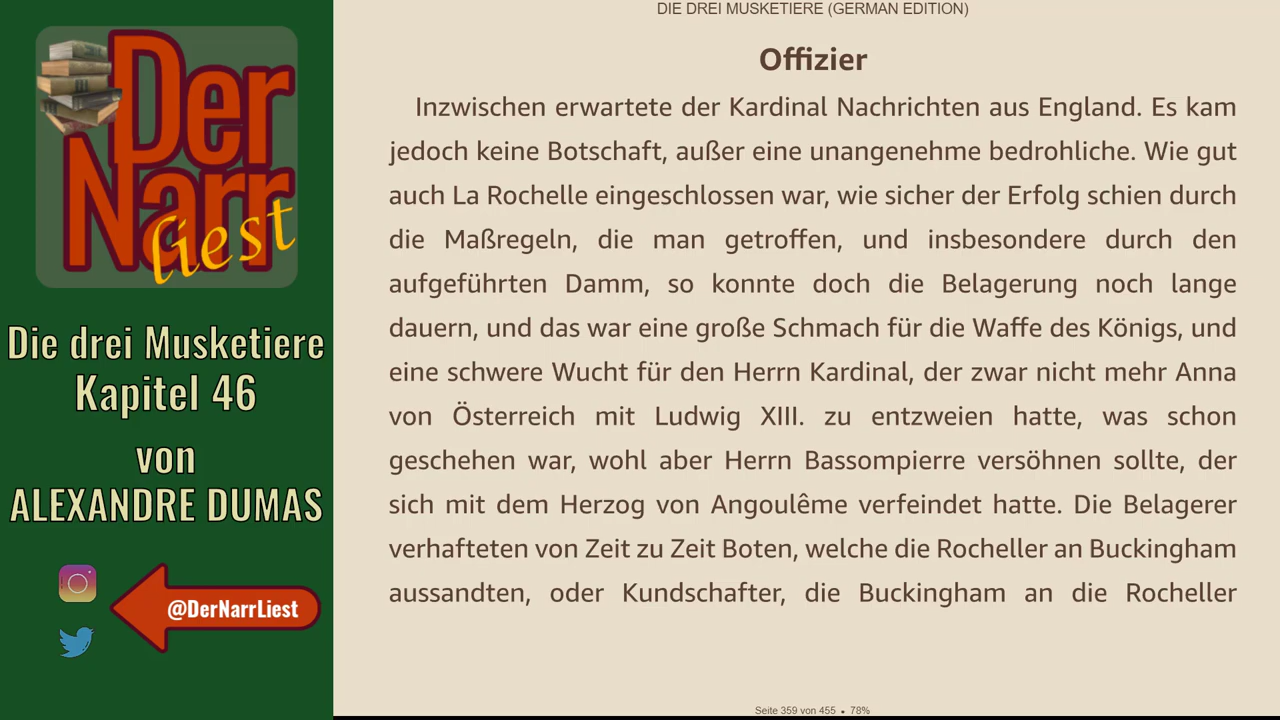 Der
Narr
liest
Die drei Musketiere
Kapitel 46
von
ALEXANDRE DUMAS
@DerNarrLiest
DIE DREI MUSKETIERE (GERMAN EDITION)
Offizier
Inzwischen erwartete der Kardinal Nachrichten aus England. Es kam
jedoch keine Botschaft, außer eine unangenehme bedrohliche. Wie gut
auch La Rochelle eingeschlossen war, wie sicher der Erfolg schien durch
die Maßregeln, die man getroffen, und insbesondere durch den
aufgeführten Damm, so konnte doch die Belagerung noch lange
dauern, und das war eine große Schmach für die Waffe des Königs, und
eine schwere Wucht für den Herrn Kardinal, der zwar nicht mehr Anna
von Österreich mit Ludwig XIII. zu entzweien hatte, was schon
geschehen war, wohl aber Herrn Bassompierre versöhnen sollte, der
sich mit dem Herzog von Angoulême verfeindet hatte. Die Belagerer
verhafteten von Zeit zu Zeit Boten, welche die Rocheller an Buckingham
aussandten, oder Kundschafter, die Buckingham an die Rocheller
Seite 359 von 455 • 78%